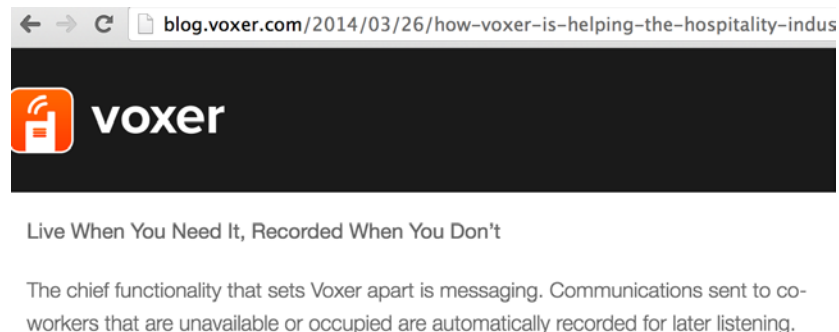 blog.voxer.com/2014/03/26/how-voxer-is-helping-the-hospitality-indus
voxer
Live When You Need It, Recorded When You Don’t
The chief functionality that sets Voxer apart is messaging. Communications sent to co-
workers that are unavailable or occupied are automatically recorded for later listening.